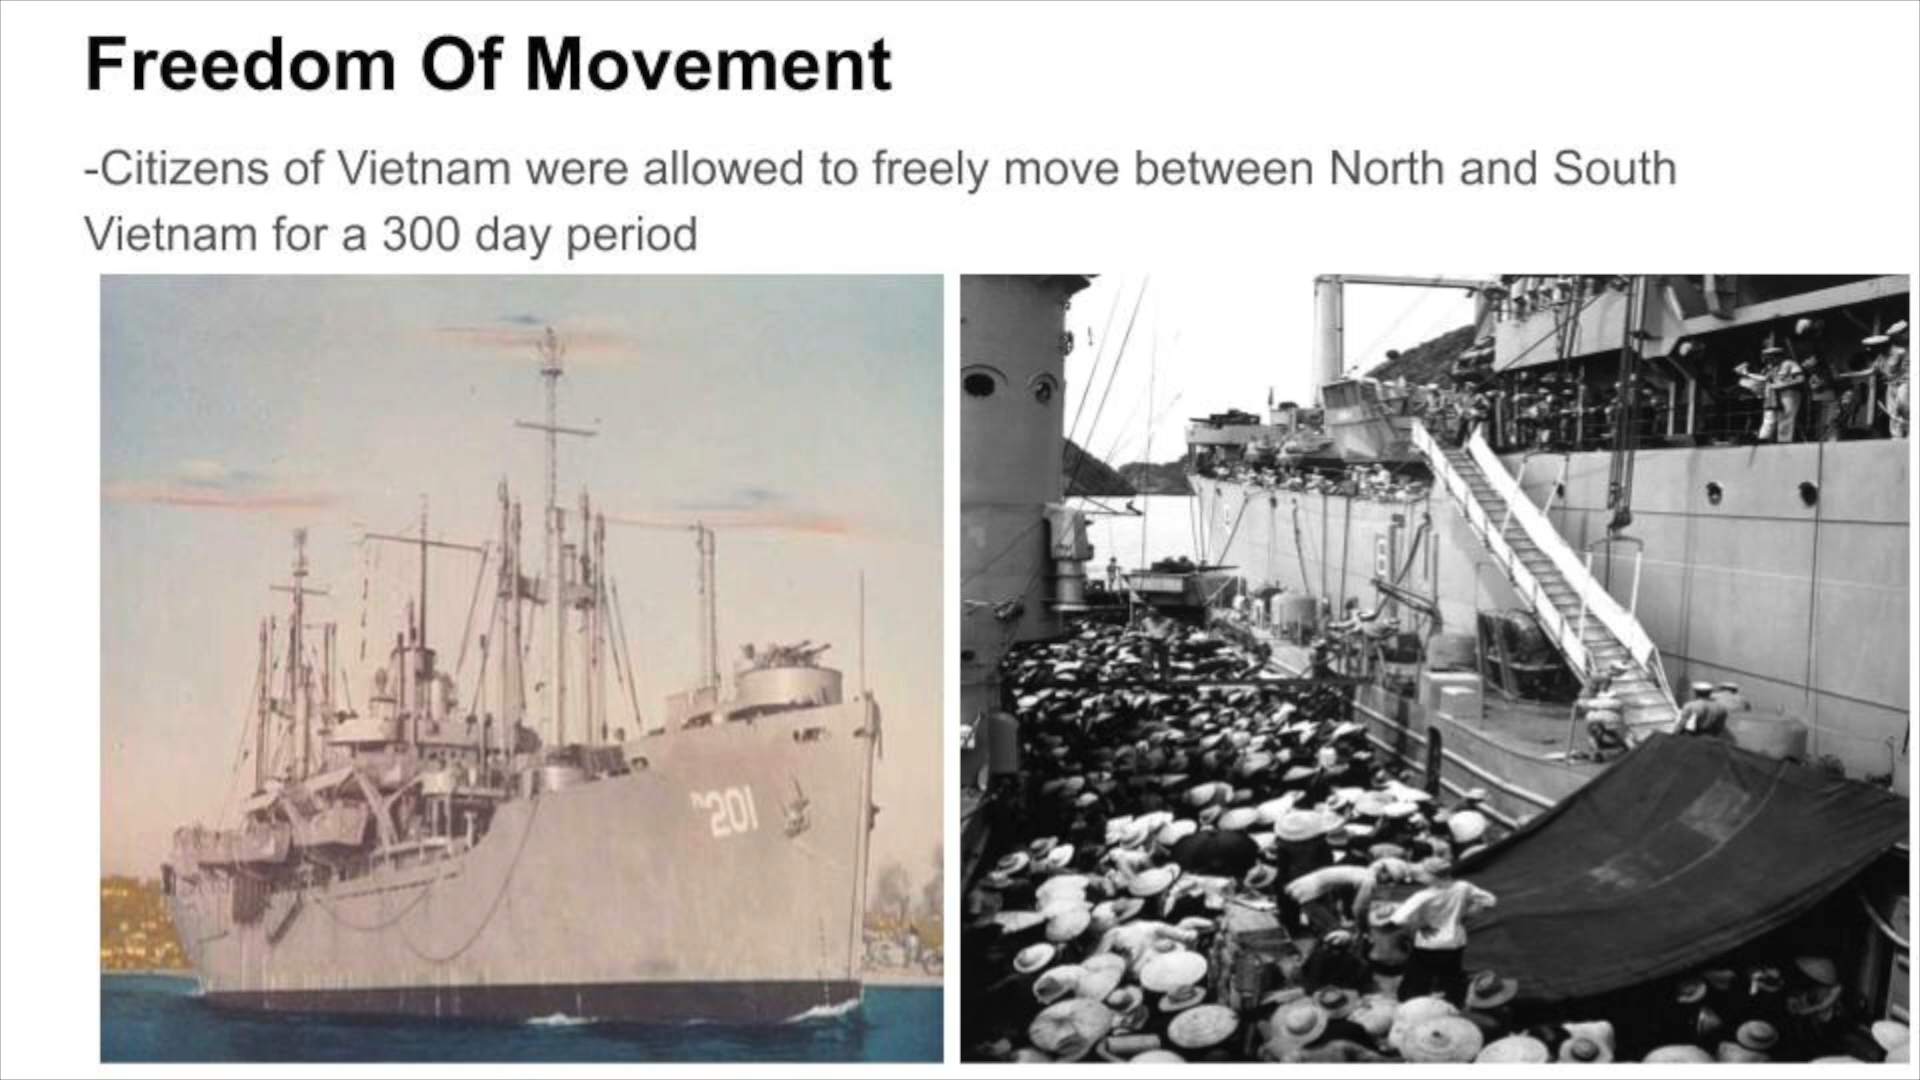 Freedom Of Movement
-Citizens of Vietnam were allowed to freely move between North and South
Vietnam for a 300 day period
201